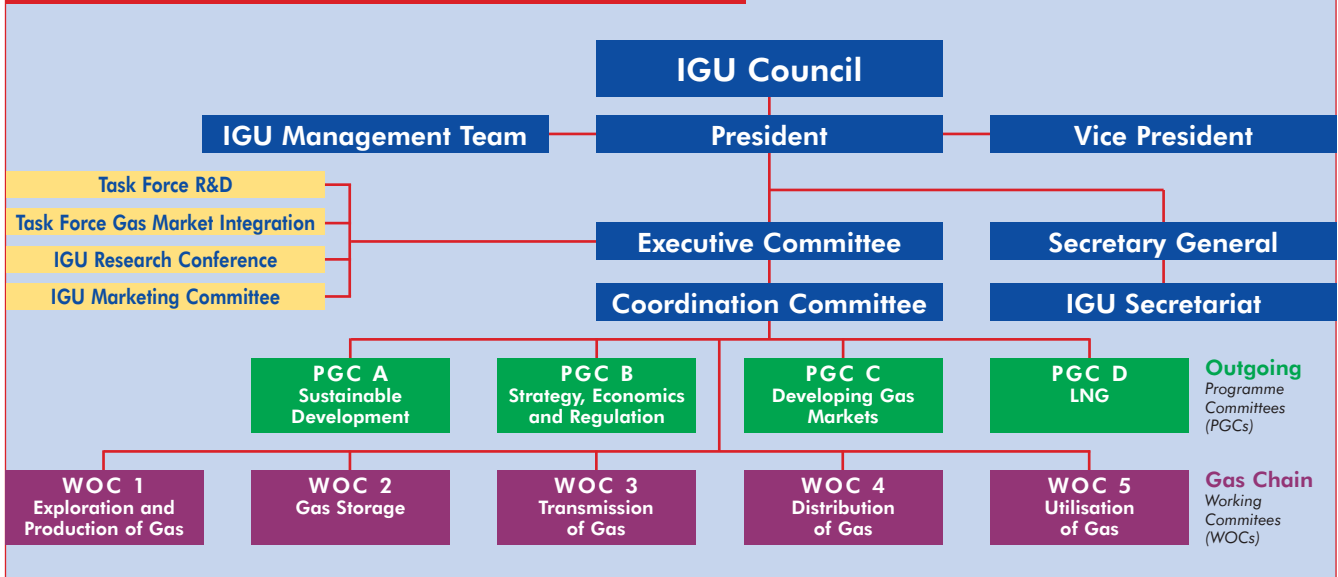 IGU Council
IGU Management Team
President
Vice President
Task Force R&D
Task Force Gas Market Integration
IGU Research Conference
IGU Marketing Committee
Executive Committee
Secretary General
Coordination Committee
IGU Secretariat
PGC A
Sustainable
Development
PGC B
Strategy, Economics
and Regulation
PGC C
Developing Gas
Markets
PGC D
LNG
Outgoing
Programme
Committees
(PGCs)
WOC 1
Exploration and
Production of Gas
WOC 2
Gas Storage
WOC 3
Transmission
of Gas
WOC 4
Distribution
of Gas
WOC 5
Utilisation
of Gas
Gas Chain
Working
Commitees
(WOCs)